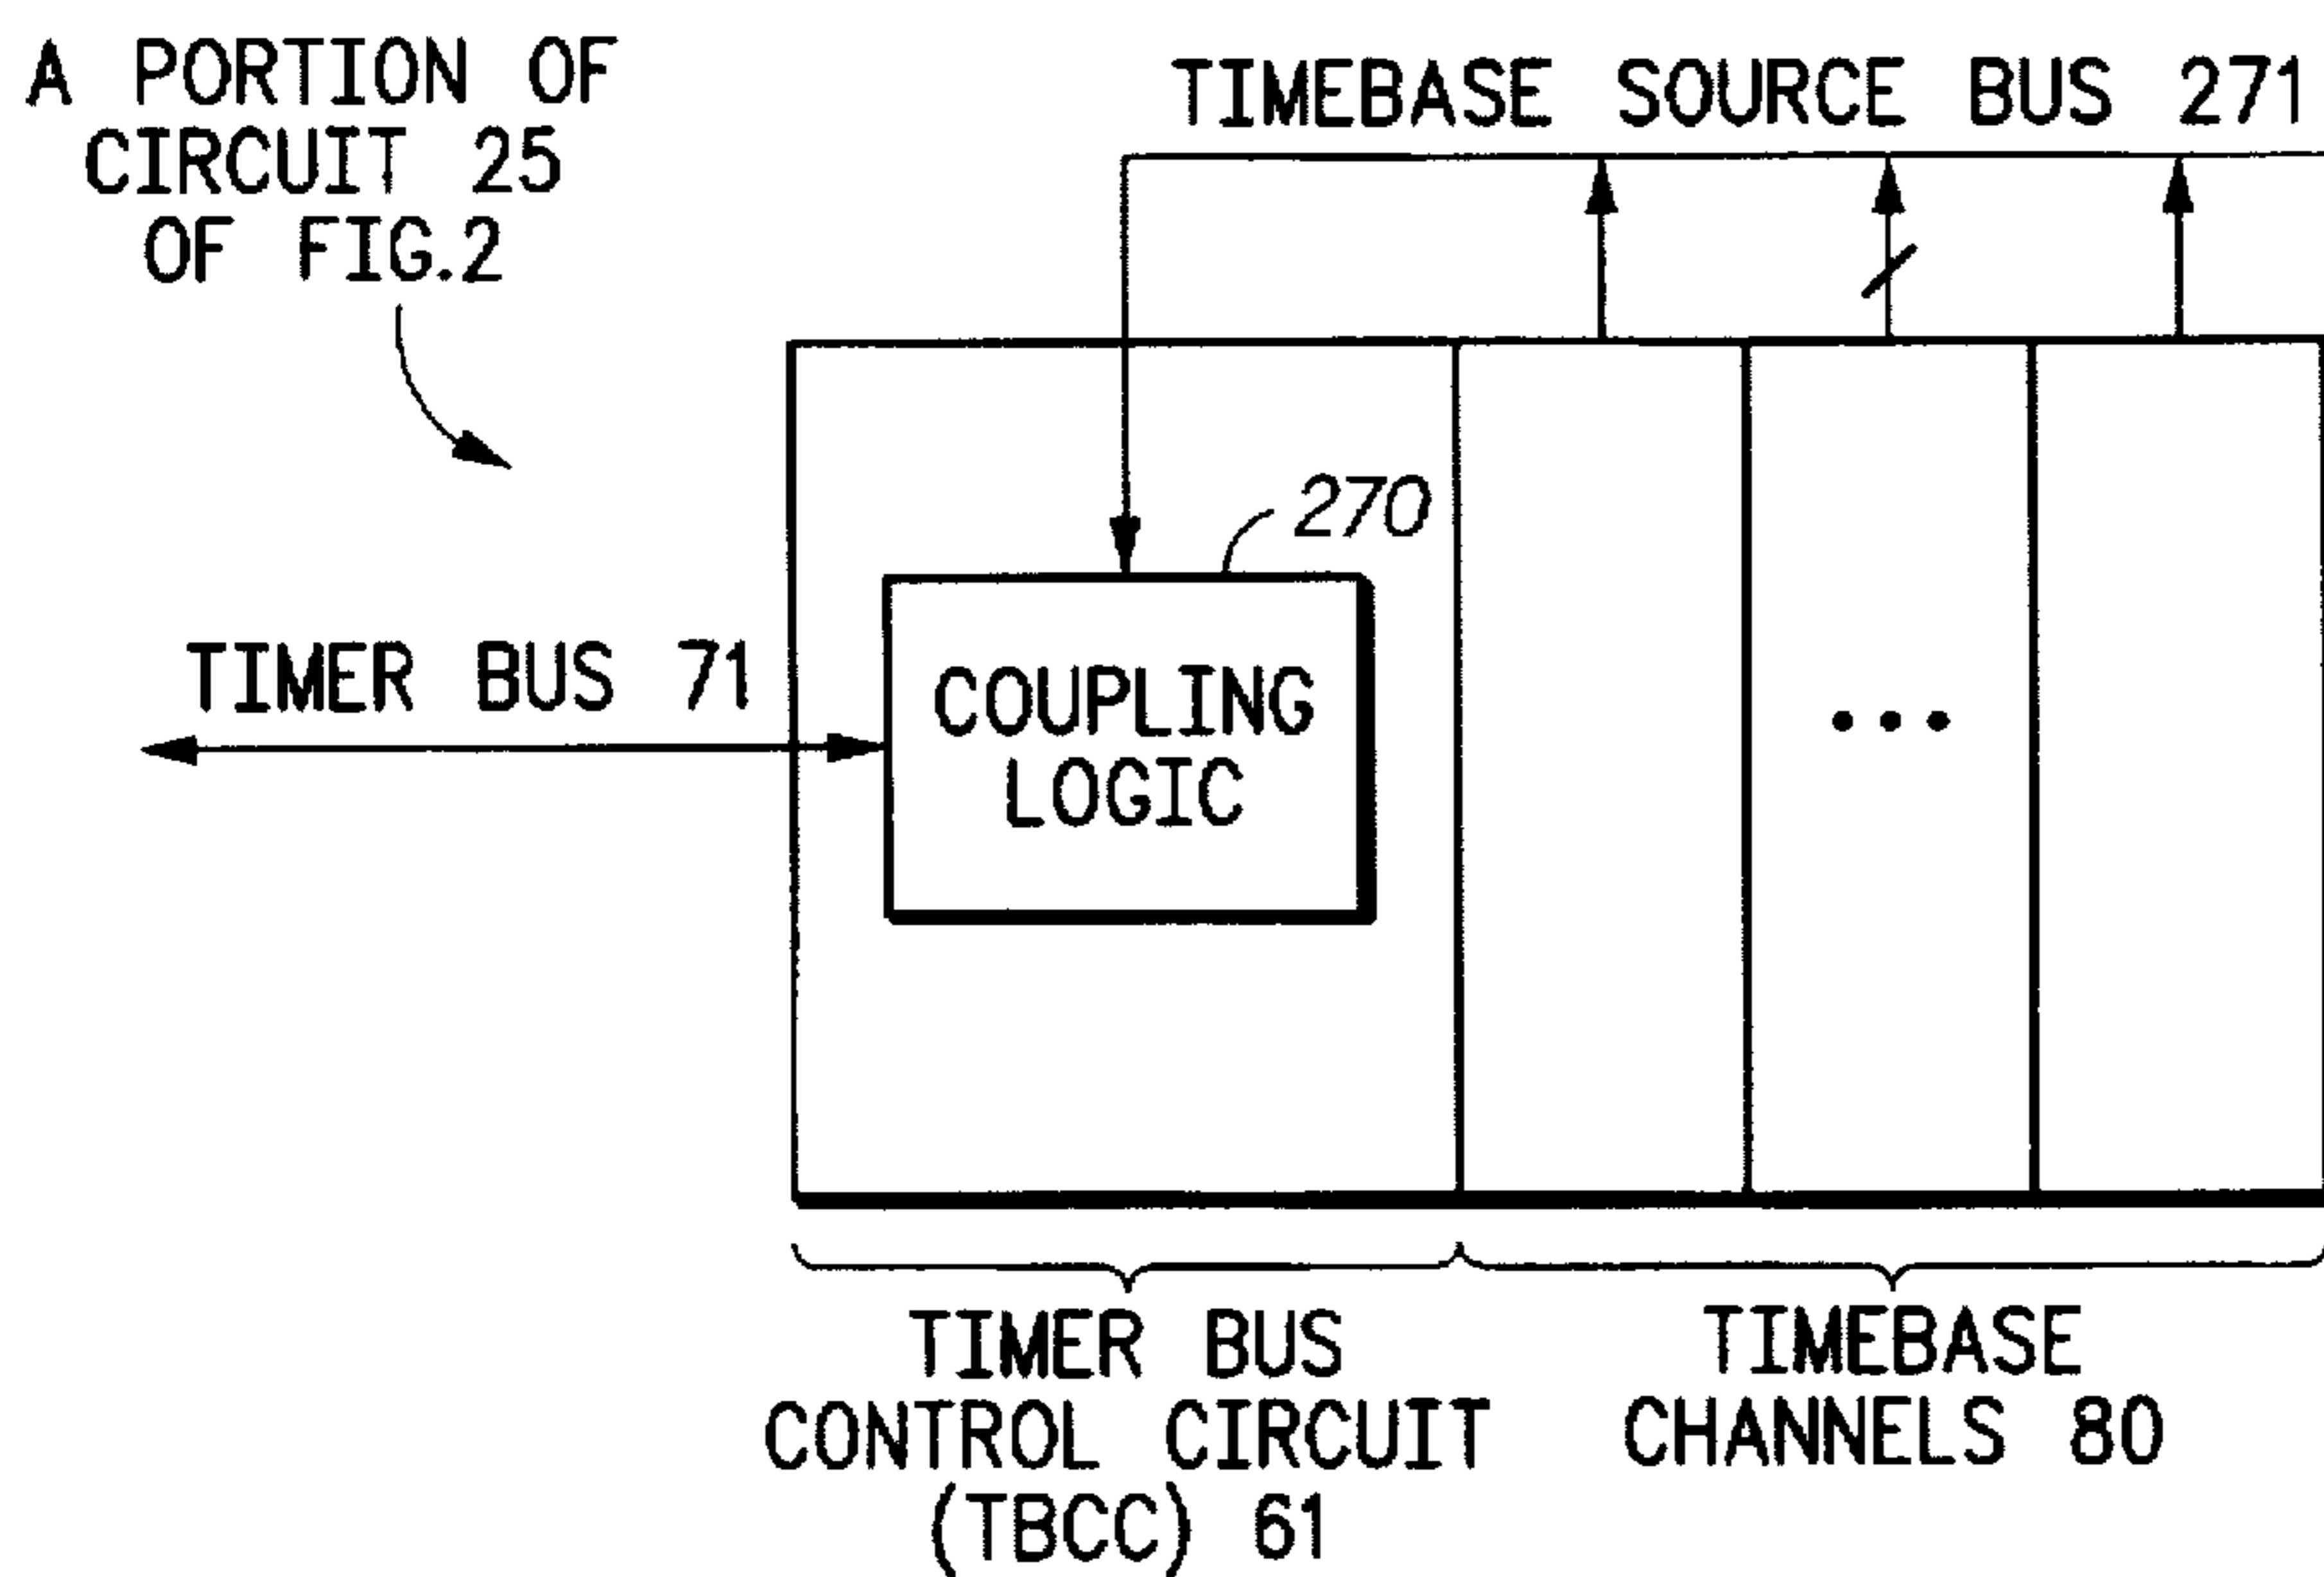 A PORTION OF
CIRCUIT 25
OF FIG.2
TIMEBASE SOURCE BUS 271
270
TIMER BUS 71
COUPLING
LOGIC
...
TIMER BUS
CONTROL CIRCUIT
(TBCC) 61
TIMEBASE
CHANNELS 80